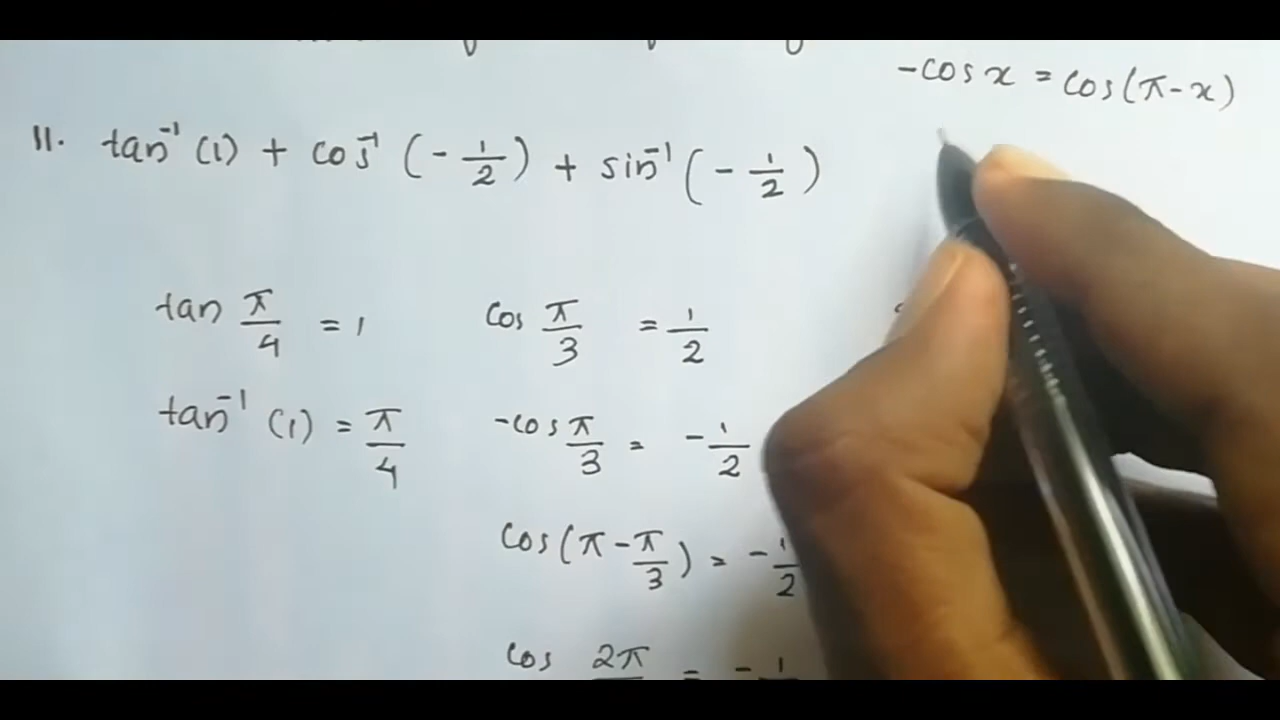 -cos x = cos(π - x)
11. tan⁻¹(1) + cos⁻¹(-1/2) + sin⁻¹(-1/2)
tan π/4 = 1
tan⁻¹(1) = π/4
cos π/3 = 1/2
-cos π/3 = -1/2
cos(π - π/3) = -1/2
cos 2π = -1